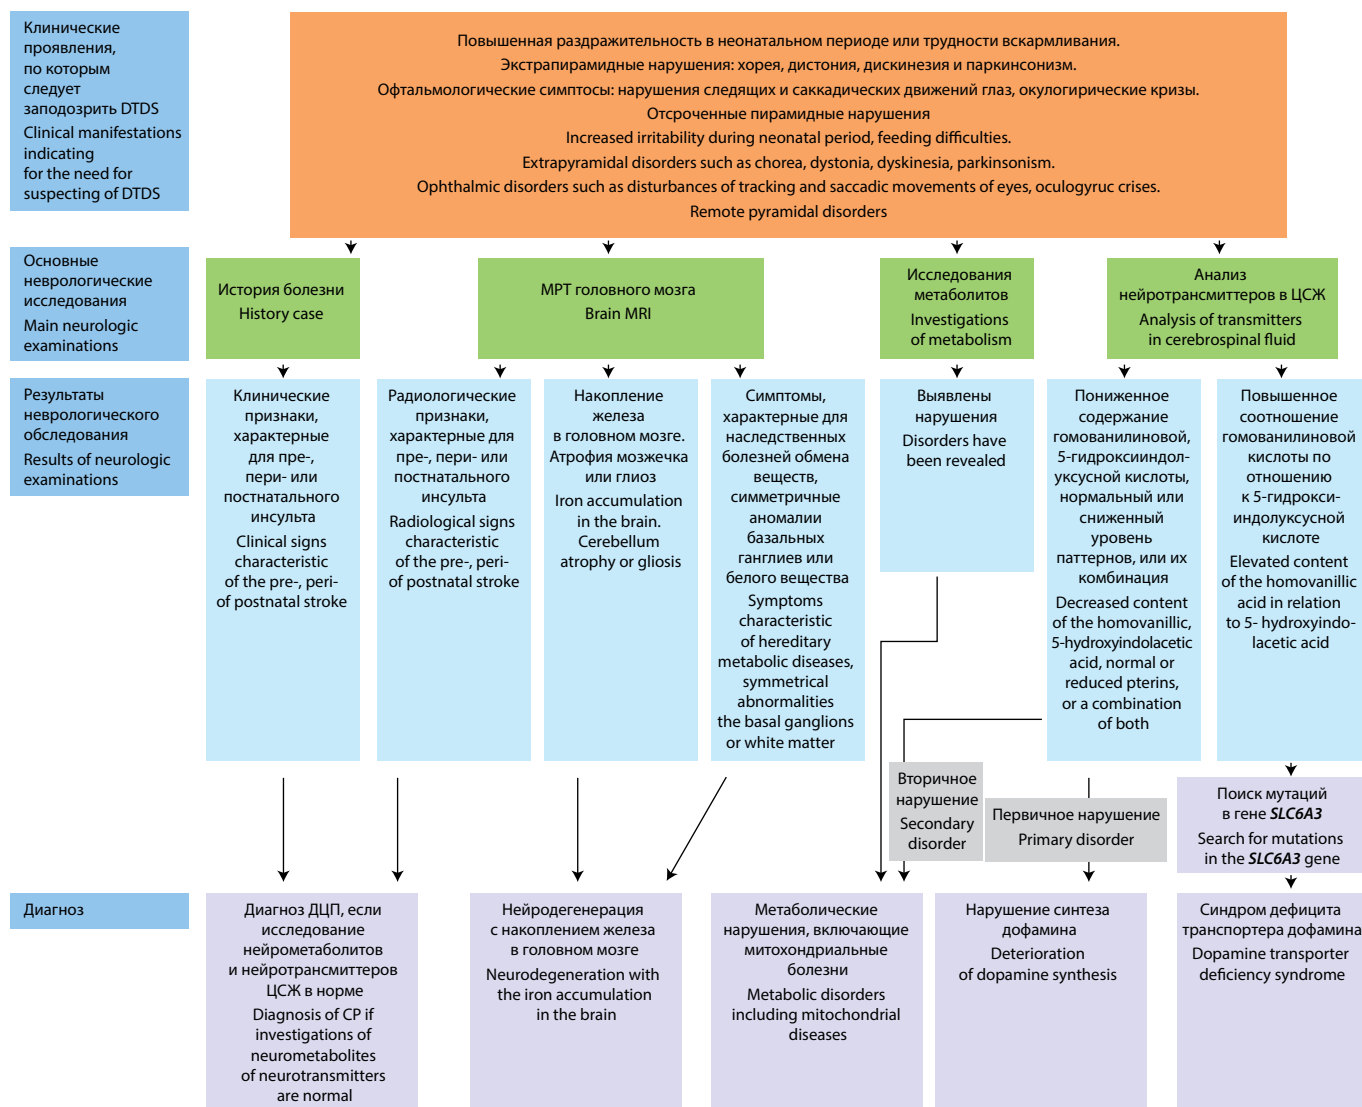 Клинические
проявления,
по которым
следует
заподозрить DTDS
Clinical manifestations
indicating
for the need for
suspecting of DTDS
Повышенная раздражительность в неонатальном периоде или трудности вскармливания.
Экстрапирамидные нарушения: хорея, дистония, дискинезия и паркинсонизм.
Офтальмологические симптосы: нарушения следящих и саккадических движений глаз, окулогирические кризы.
Отсроченные пирамидные нарушения
Increased irritability during neonatal period, feeding difficulties.
Extrapyramidal disorders such as chorea, dystonia, dyskinesia, parkinsonism.
Ophthalmic disorders such as disturbances of tracking and saccadic movements of eyes, oculogyruc crises.
Remote pyramidal disorders
Основные
неврологические
исследования
Main neurologic
examinations
История болезни
History case
МРТ головного мозга
Brain MRI
Исследования
метаболитов
Investigations
of metabolism
Анализ
нейротрансмиттеров в ЦСЖ
Analysis of transmitters
in cerebrospinal fluid
Результаты
неврологического
обследования
Results of neurologic
examinations
Клинические
признаки,
характерные
для пре-,
пери- или
постнатального
инсульта
Clinical signs
characteristic
of the pre-, peri-
of postnatal stroke
Радиологические
признаки,
характерные для
пре-, пери- или
постнатального
инсульта
Radiological signs
characteristic
of the pre-, peri-
of postnatal stroke
Накопление
железа
в головном мозге.
Атрофия мозжечка
или глиоз
Iron accumulation
in the brain.
Cerebellum
atrophy or gliosis
Симптомы,
характерные для
наследственных
болезней обмена
веществ,
симметричные
аномалии
базальных
ганглиев или
белого вещества
Symptoms
characteristic
of hereditary
metabolic diseases,
symmetrical
abnormalities
the basal ganglions
or white matter
Выявлены
нарушения
Disorders have
been revealed
Пониженное
содержание
гомованилиновой,
5-гидроксииндол-
уксусной кислоты,
нормальный или
сниженный
уровень
паттернов, или их
комбинация
Decreased content
of the homovanillic,
5-hydroxyindolacetic
acid, normal or
reduced pterins,
or a combination
of both
Повышенное
соотношение
гомованилиновой
кислоты по
отношению
к 5-гидрокси-
индолуксусной
кислоте
Elevated content
of the homovanillic
acid in relation
to 5- hydroxyindo-
lacetic acid
Вторичное
нарушение
Secondary
disorder
Первичное нарушение
Primary disorder
Поиск мутаций
в гене SLC6A3
Search for mutations
in the SLC6A3 gene
Диагноз
Диагноз ДЦП, если
исследование
нейрометаболитов
и нейротрансмиттеров
ЦСЖ в норме
Diagnosis of CP if
investigations of
neurometabolites
of neurotransmitters
are normal
Нейродегенерация
с накоплением железа
в головном мозге
Neurodegeneration with
the iron accumulation
in the brain
Метаболические
нарушения, включающие
митохондриальные
болезни
Metabolic disorders
including mitochondrial
diseases
Нарушение синтеза
дофамина
Deterioration
of dopamine synthesis
Синдром дефицита
транспортера дофамина
Dopamine transporter
deficiency syndrome